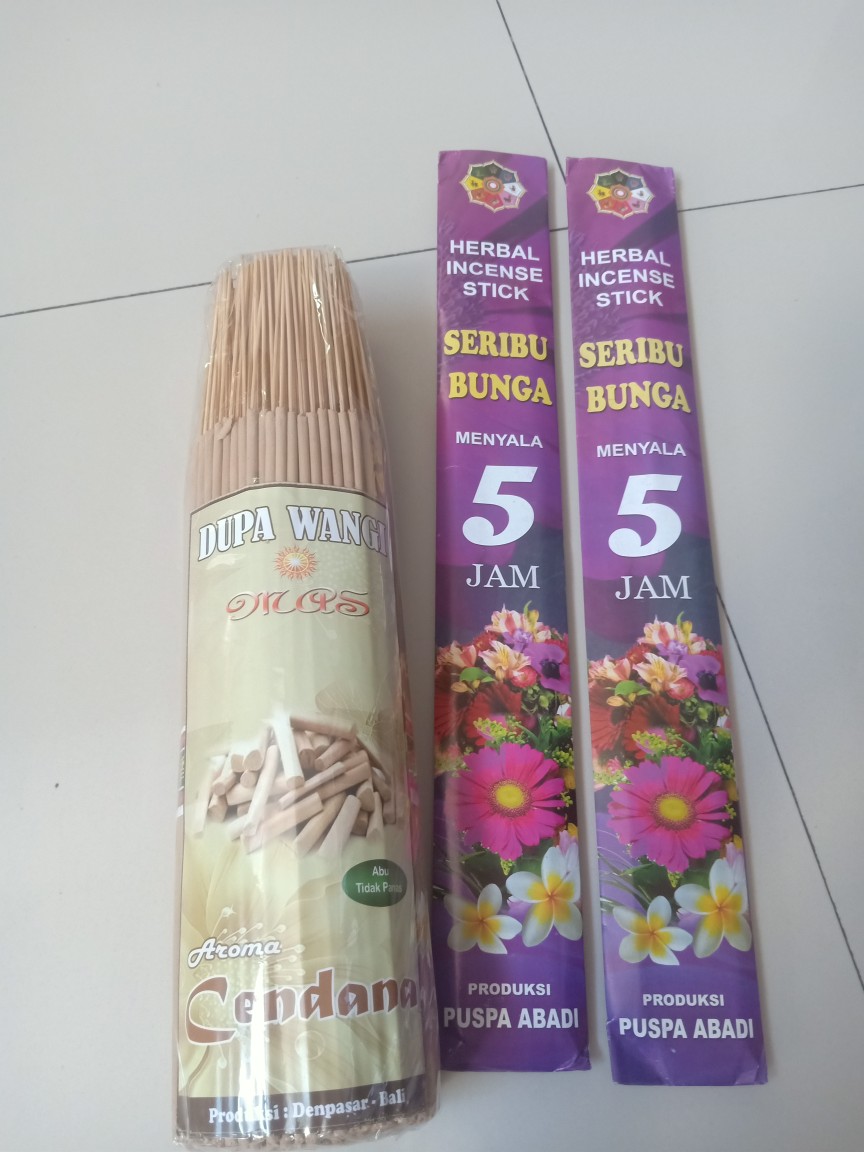 DUPA WANGI
MAS
Abu
Tidak Panas
Aroma
Cendana
Produksi : Denpasar - Bali
HERBAL
INCENSE
STICK
SERIBU
BUNGA
MENYALA
5
JAM
PRODUKSI
PUSPA ABADI
HERBAL
INCENSE
STICK
SERIBU
BUNGA
MENYALA
5
JAM
PRODUKSI
PUSPA ABADI